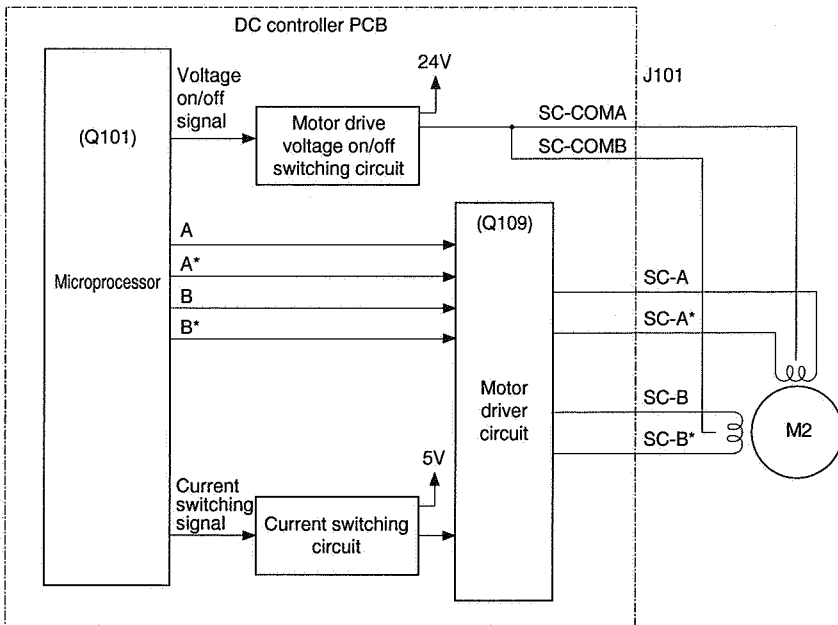 DC controller PCB
J101
(Q101)
Microprocessor
Voltage
on/off
signal
Motor drive
voltage on/off
switching circuit
24V
SC-COMA
SC-COMB
A
A*
B
B*
(Q109)
Motor
driver
circuit
SC-A
SC-A*
SC-B
SC-B*
M2
Current
switching
signal
Current switching
circuit
5V